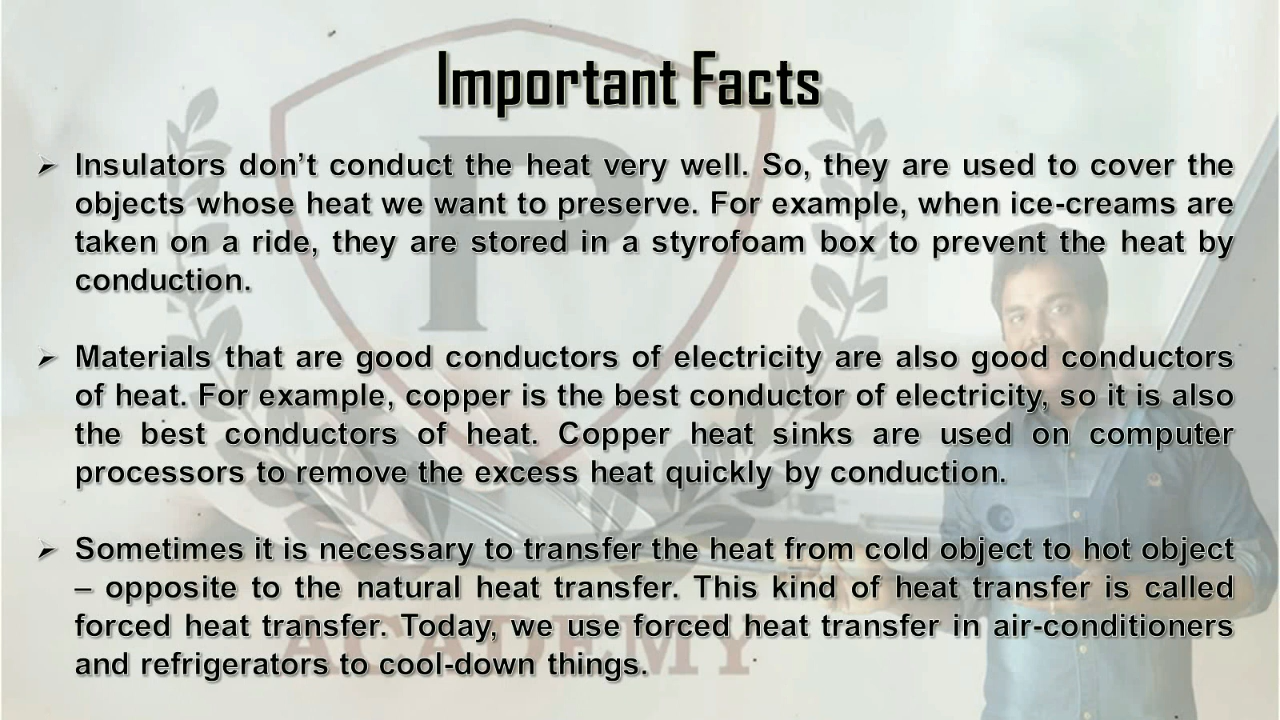 Important Facts
➢ Insulators don’t conduct the heat very well. So, they are used to cover the
objects whose heat we want to preserve. For example, when ice-creams are
taken on a ride, they are stored in a styrofoam box to prevent the heat by
conduction.
➢ Materials that are good conductors of electricity are also good conductors
of heat. For example, copper is the best conductor of electricity, so it is also
the best conductors of heat. Copper heat sinks are used on computer
processors to remove the excess heat quickly by conduction.
➢ Sometimes it is necessary to transfer the heat from cold object to hot object
– opposite to the natural heat transfer. This kind of heat transfer is called
forced heat transfer. Today, we use forced heat transfer in air-conditioners
and refrigerators to cool-down things.
P
ACADEMY